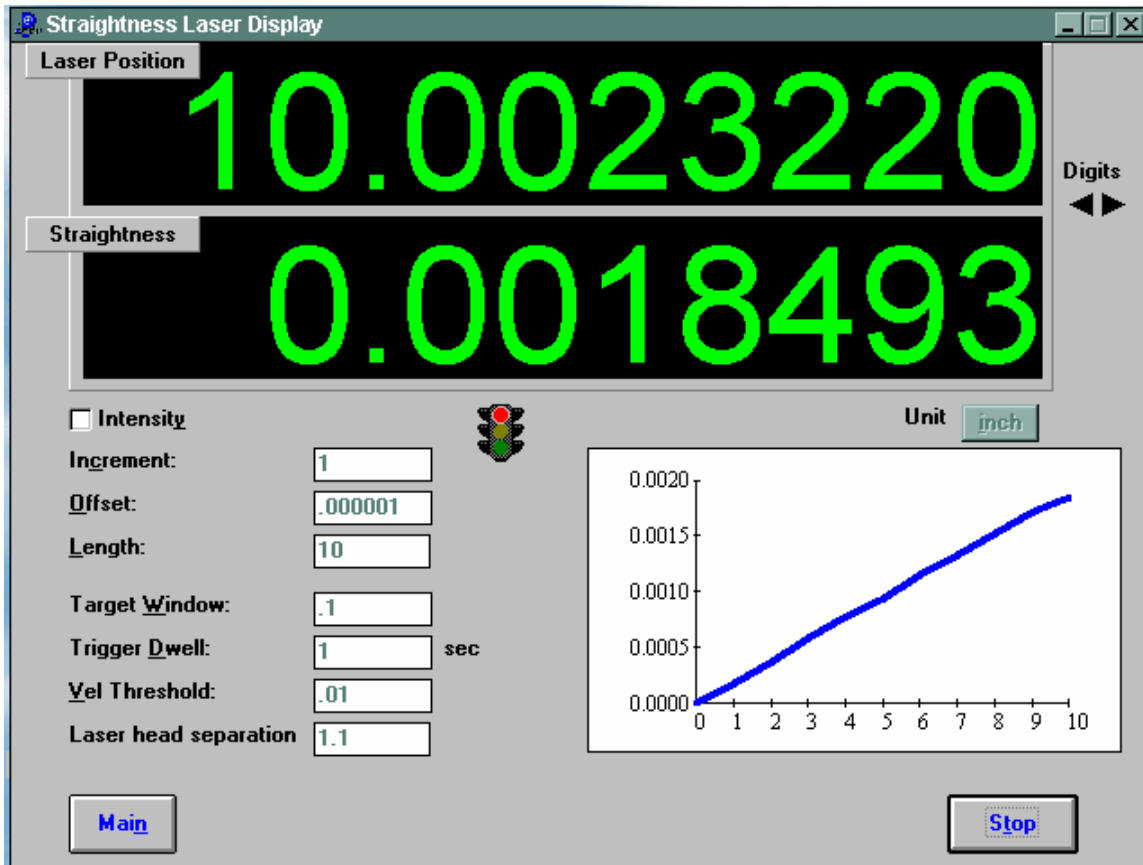 Straightness Laser Display
Laser Position
10.0023220
Digits
Straightness
0.0018493
Intensity
Unit inch
Increment: 1
Offset: .000001
Length: 10
Target Window: .1
Trigger Dwell: 1 sec
Vel Threshold: .01
Laser head separation 1.1
0.0020
0.0015
0.0010
0.0005
0.0000
0 1 2 3 4 5 6 7 8 9 10
Main
Stop